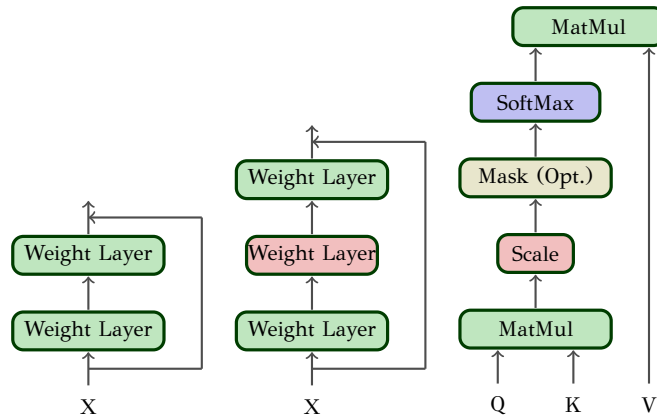 Weight Layer
Weight Layer
X
Weight Layer
Weight Layer
Weight Layer
X
MatMul
SoftMax
Mask (Opt.)
Scale
MatMul
Q K V